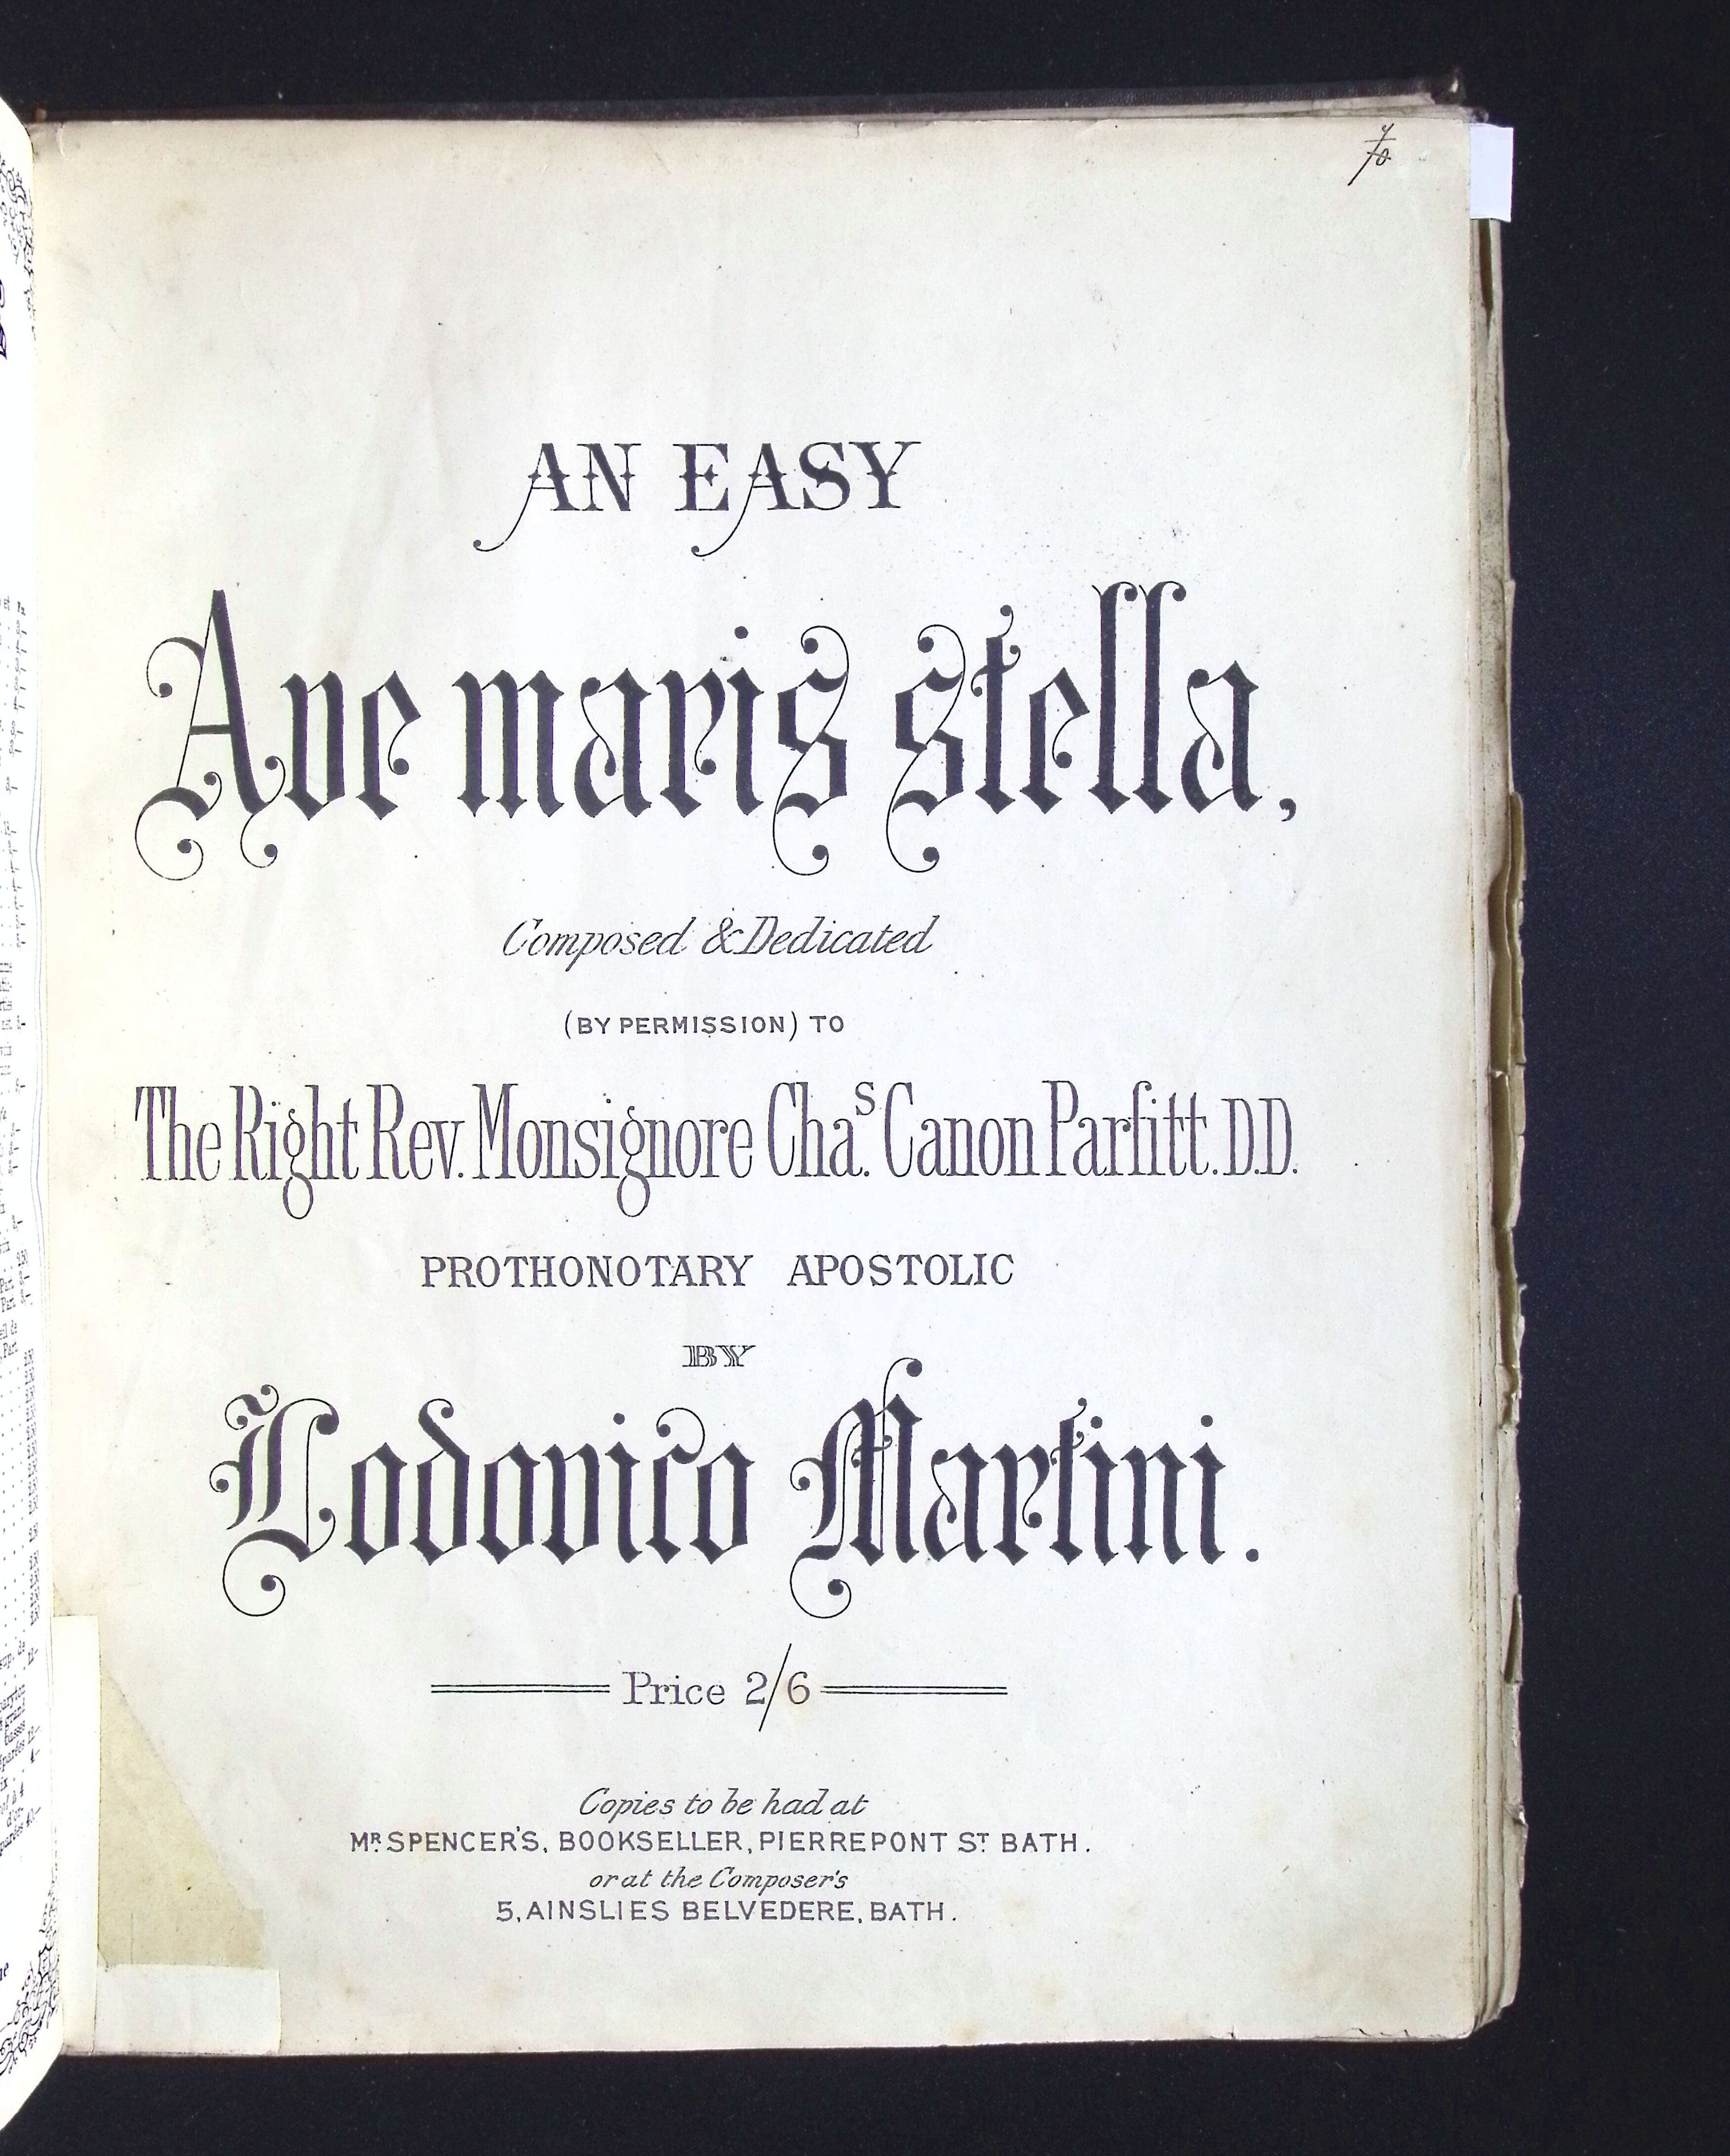 AN EASY
Ave maris stella,
Composed & Dedicated
(BY PERMISSION) TO
The Right Rev. Monsignore Chas. Canon Parfitt. D.D.
PROTHONOTARY APOSTOLIC
BY
Lodovico Martini.
Price 2/6
Copies to be had at
MR. SPENCER'S, BOOKSELLER, PIERREPONT ST. BATH.
or at the Composer's
5, AINSLIES BELVEDERE, BATH.